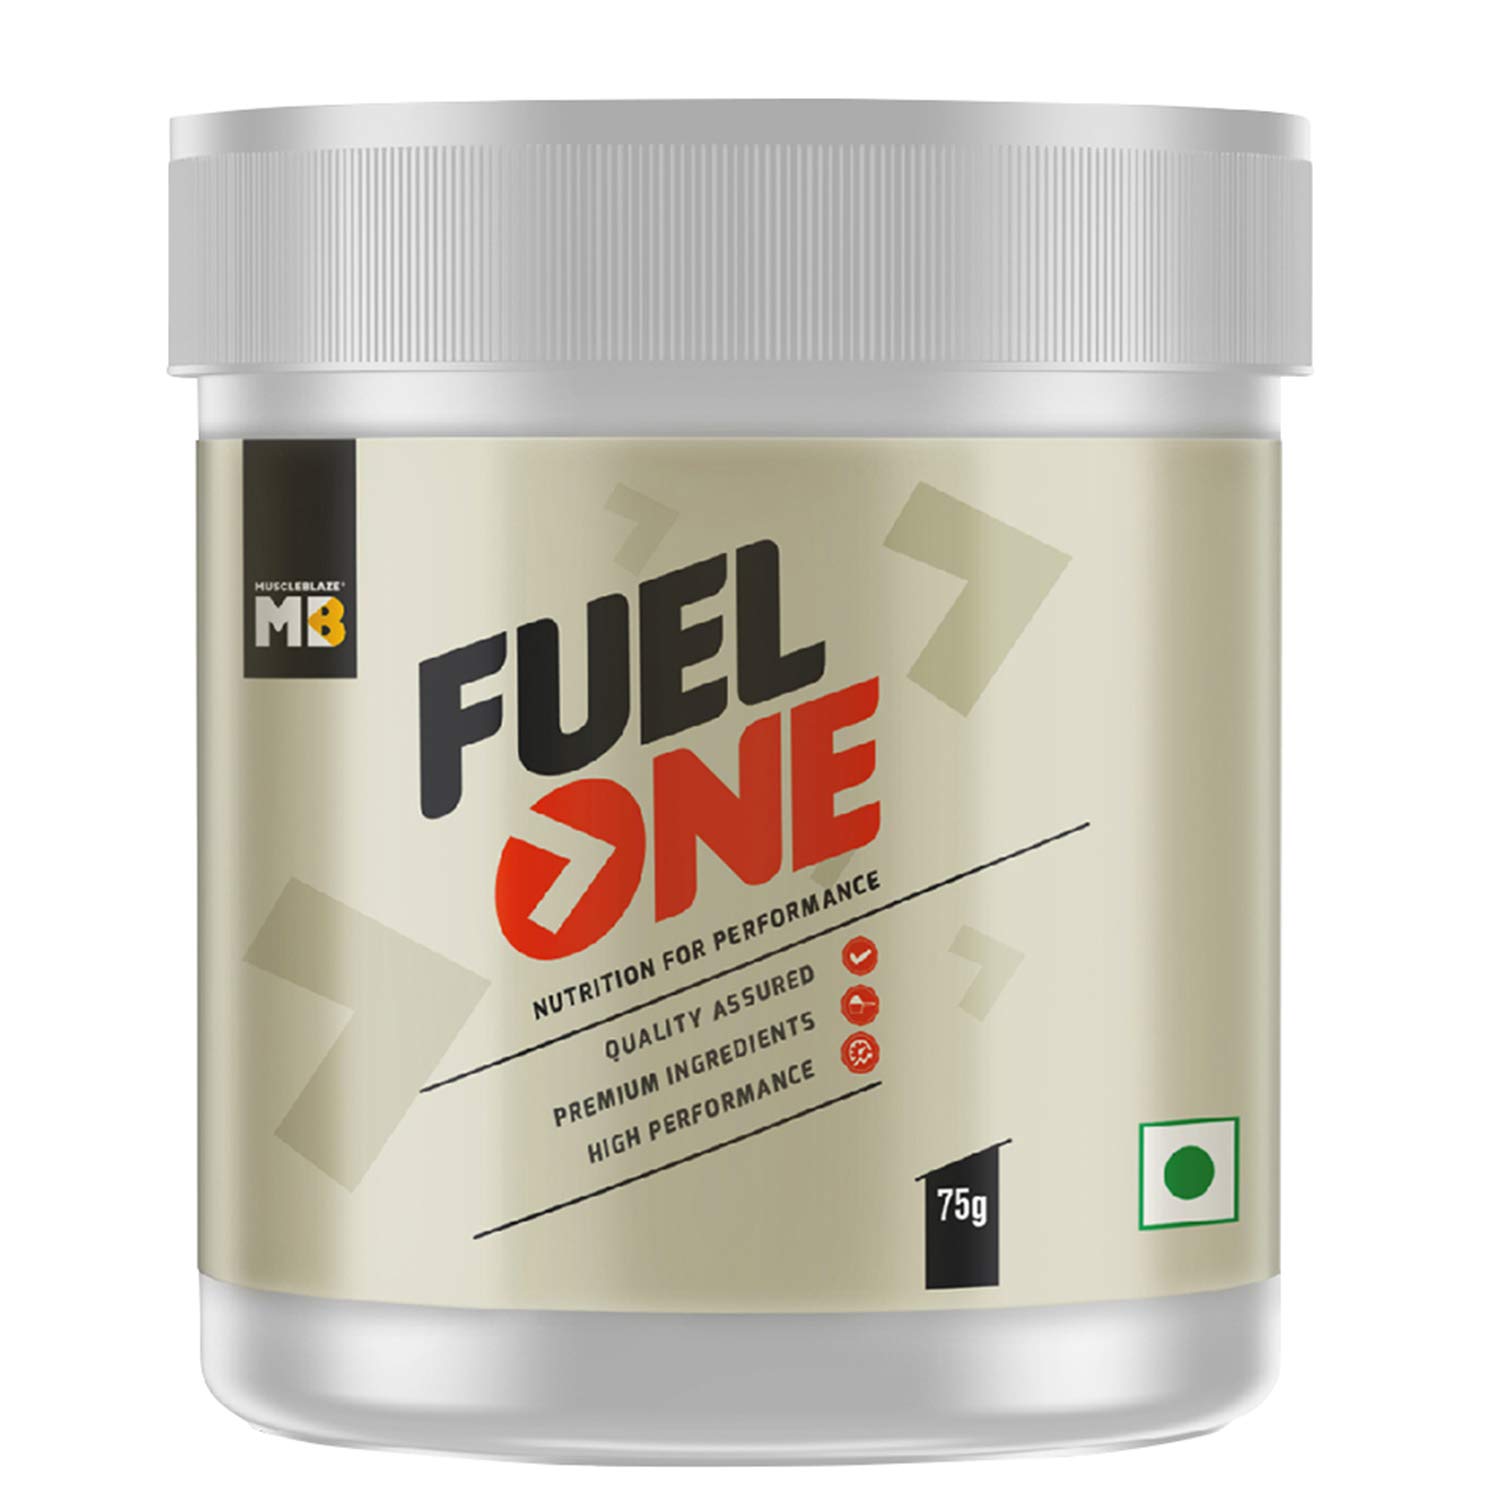 MUSCLEBLAZE®
MB
FUEL
ONE
NUTRITION FOR PERFORMANCE
QUALITY ASSURED
PREMIUM INGREDIENTS
HIGH PERFORMANCE
75g